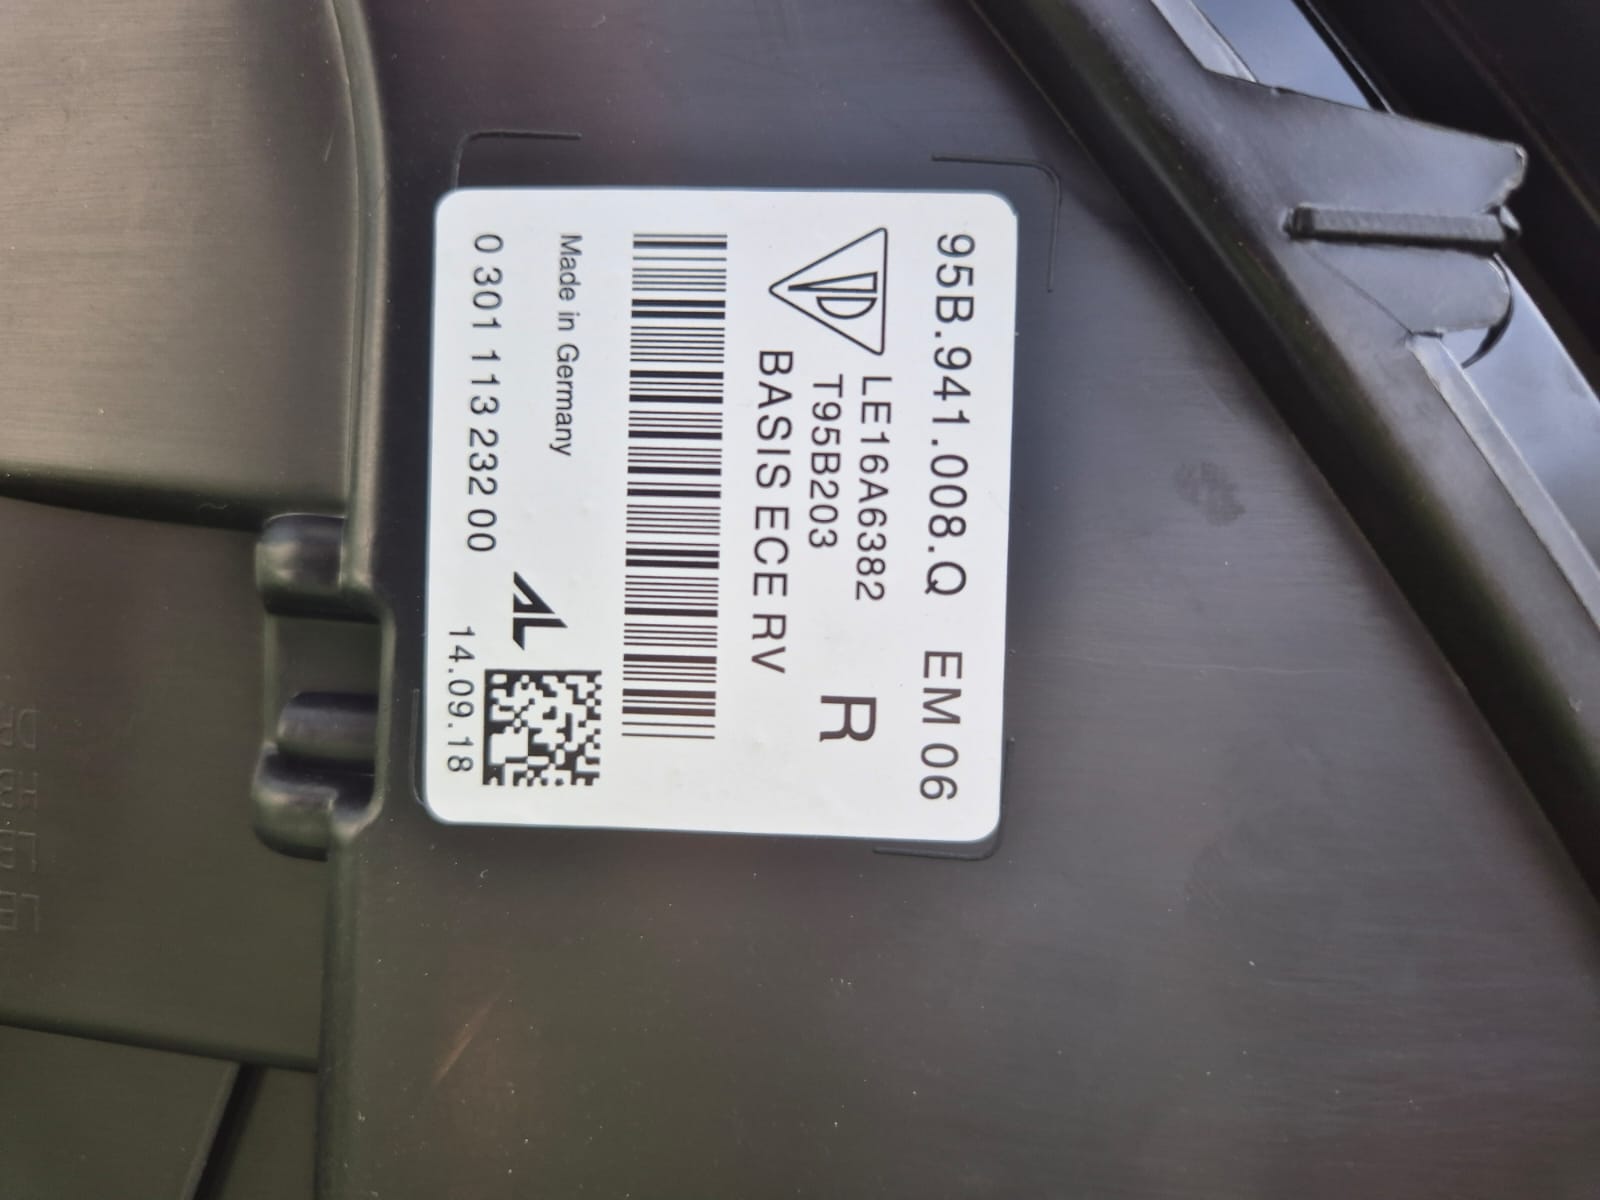 95B.941.008.Q EM 06
LE16A6382
T95B203
R
BASIS ECE RV
Made in Germany
0 301 113 232 00
AL
14.09.18